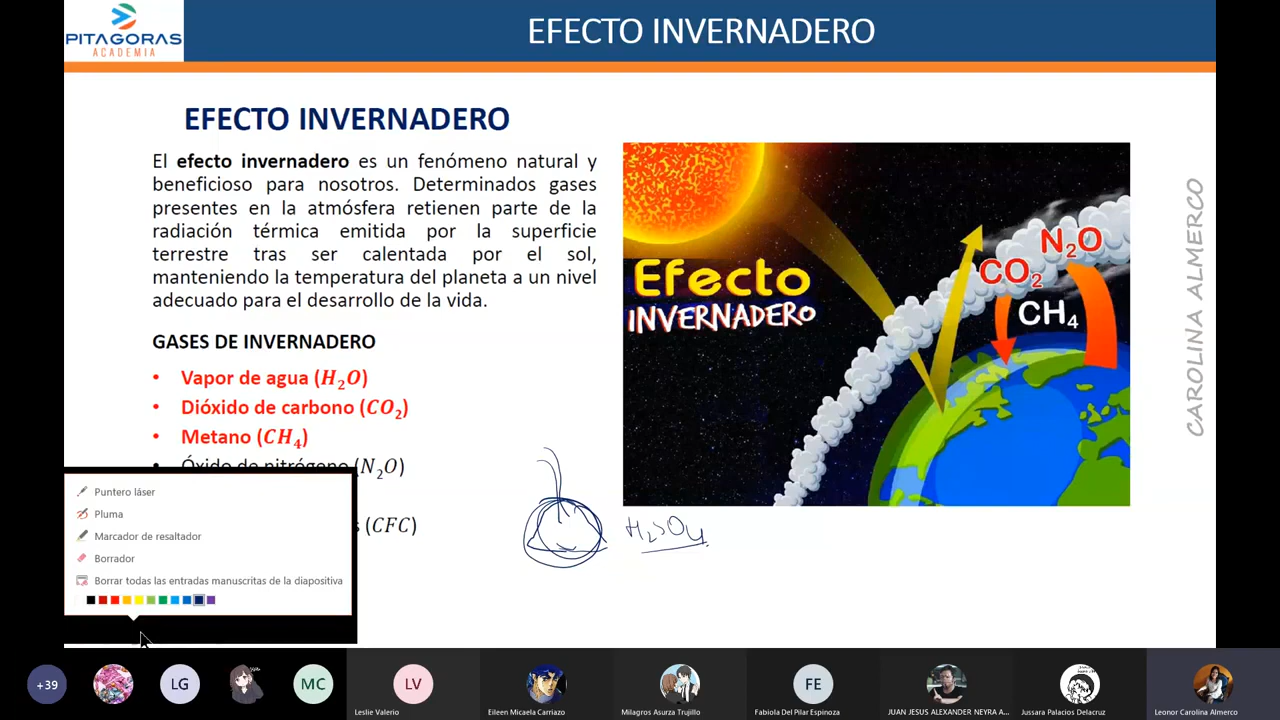 PITAGORAS
ACADEMIA
EFECTO INVERNADERO
EFECTO INVERNADERO
El efecto invernadero es un fenómeno natural y
beneficioso para nosotros. Determinados gases
presentes en la atmósfera retienen parte de la
radiación térmica emitida por la superficie
terrestre tras ser calentada por el sol,
manteniendo la temperatura del planeta a un nivel
adecuado para el desarrollo de la vida.
GASES DE INVERNADERO
• Vapor de agua (H₂O)
• Dióxido de carbono (CO₂)
• Metano (CH₄)
• Óxido de nitrógeno (N₂O)
s (CFC)
Efecto
INVERNADERO
N₂O
CO₂
CH₄
CAROLINA ALMERCO
H₂SO₄
Puntero láser
Pluma
Marcador de resaltador
Borrador
Borrar todas las entradas manuscritas de la diapositiva
+39
LG
MC
LV
FE
Leslie Valerio
Eileen Micaela Carriazo
Milagros Asurza Trujillo
Fabiola Del Pilar Espinoza
JUAN JESUS ALEXANDER NEYRA A...
Jussara Palacios Delacruz
Leonor Carolina Almerco